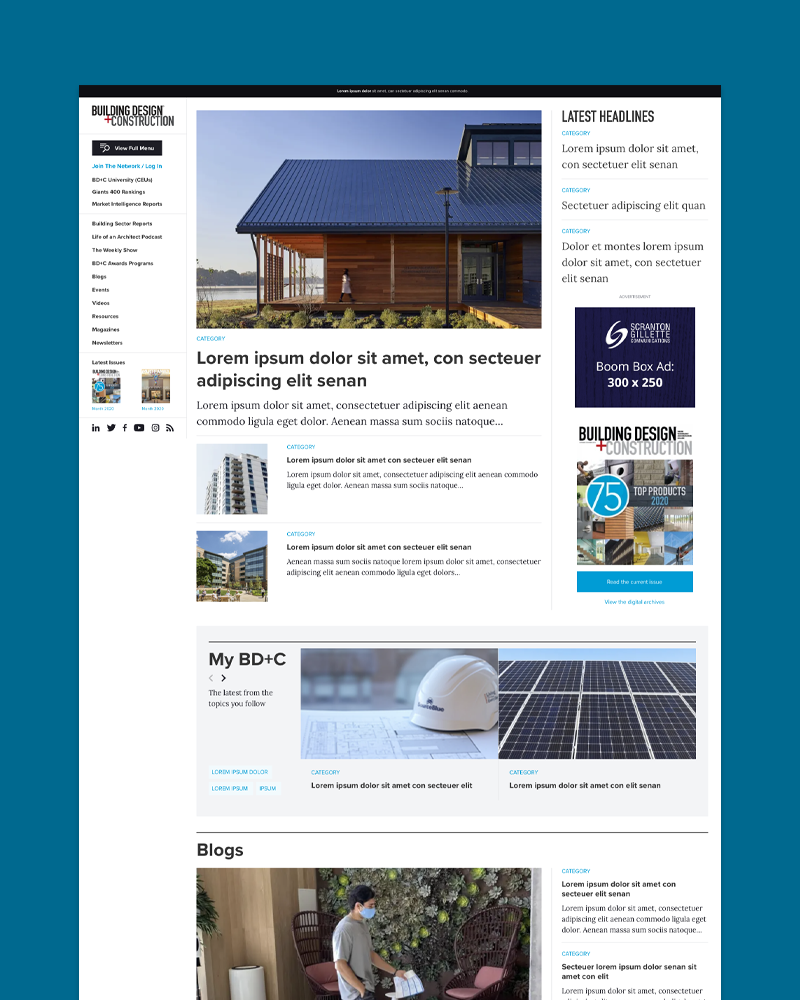 Lorem ipsum dolor sit amet, con secteuer adipiscing elit aenean commodo
BUILDING DESIGN
+CONSTRUCTION
View Full Menu
Join The Network / Log In
BD+C University (CEUs)
Giants 400 Rankings
Market Intelligence Reports
Building Sector Reports
Life of an Architect Podcast
The Weekly Show
BD+C Awards Programs
Blogs
Events
Videos
Resources
Magazines
Newsletters
Latest Issues
March 2020
March 2020
CATEGORY
Lorem ipsum dolor sit amet, con secteuer
adipiscing elit senan
Lorem ipsum dolor sit amet, consectetuer adipiscing elit aenean
commodo ligula eget dolor. Aenean massa sum sociis natoque...
CATEGORY
Lorem ipsum dolor sit amet con secteuer elit senan
Lorem ipsum dolor sit amet, consectetuer adipiscing elit aenean commodo
ligula eget dolor. Aenean massa sum sociis natoque...
CATEGORY
Lorem ipsum dolor sit amet con secteuer elit senan
Aenean massa sum sociis natoque lorem ipsum dolor sit amet, consectetuer
adipiscing elit aenean commodo ligula eget dolors...
LATEST HEADLINES
CATEGORY
Lorem ipsum dolor sit amet,
con sectetuer elit senan
CATEGORY
Sectetuer adipiscing elit quan
CATEGORY
Dolor et montes lorem ipsum
dolor sit amet, con sectetuer
elit senan
ADVERTISEMENT
SCRANTON
GILLETTE
COMMUNICATIONS
Boom Box Ad:
300 x 250
BUILDING DESIGN
+CONSTRUCTION
75
TOP PRODUCTS
2020
Read the current issue
View the digital archives
My BD+C
The latest from the
topics you follow
LOREM IPSUM DOLOR
LOREM IPSUM
IPSUM
CATEGORY
Lorem ipsum dolor sit amet con secteuer elit
CATEGORY
Lorem ipsum dolor sit amet con elit senan
Blogs
CATEGORY
Lorem ipsum dolor sit amet con
secteuer elit senan
Lorem ipsum dolor sit amet, consectetuer
adipiscing elit aenean commodo ligula eget
dolor. Aenean massa sum sociis natoque...
CATEGORY
Secteuer lorem ipsum dolor senan sit
amet con elit
Lorem ipsum dolor sit amet, consectetuer